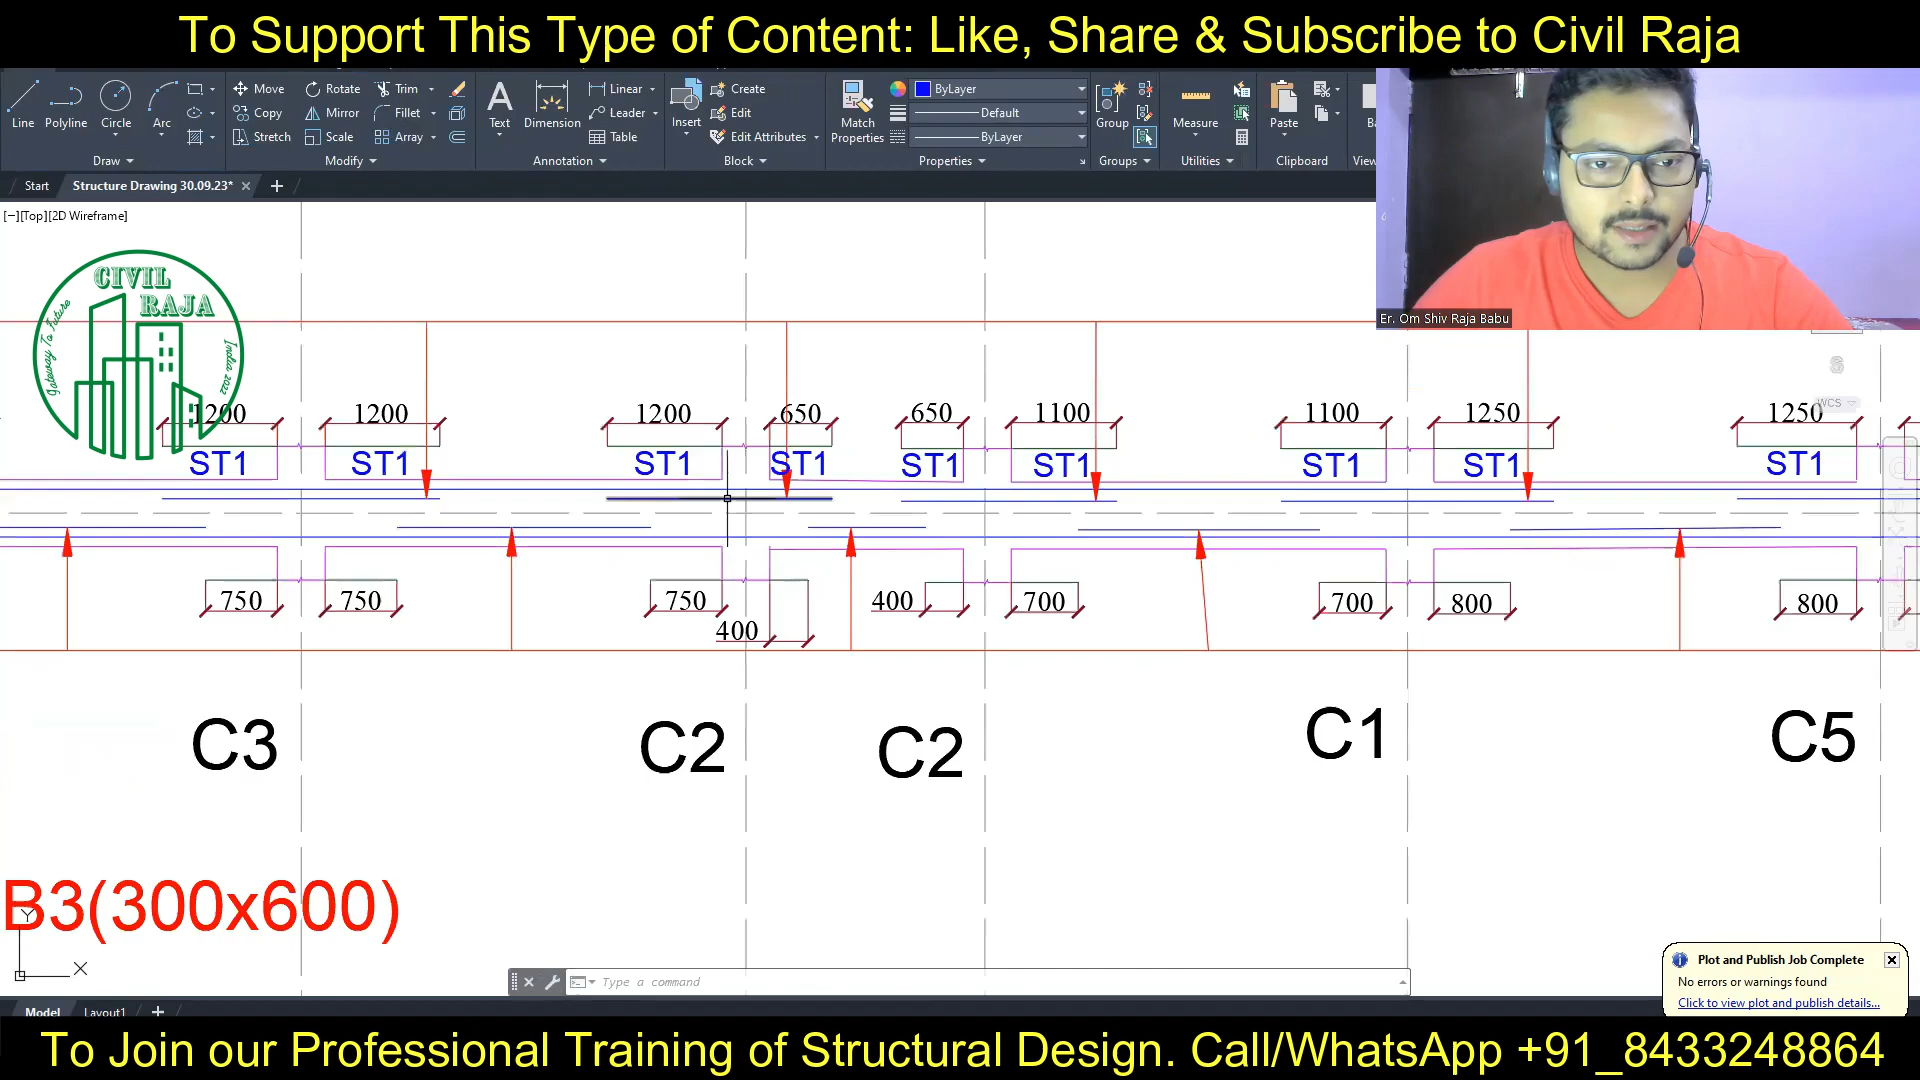 To Support This Type of Content: Like, Share & Subscribe to Civil Raja
Line Polyline Circle Arc
Move Rotate Trim
Copy Mirror Fillet
Stretch Scale Array
Text Dimension
Linear
Leader
Table
Insert
Create
Edit
Edit Attributes
Match Properties
ByLayer
Default
ByLayer
Group Measure Paste
Draw Modify Annotation Block Properties Groups Utilities Clipboard
Start Structure Drawing 30.09.23*
[−][Top][2D Wireframe]
CIVIL RAJA
Gateway To Future
India 2022
Er. Om Shiv Raja Babu
S
WCS
1200 1200 1200 650 650 1100 1100 1250 1250
ST1 ST1 ST1 ST1 ST1 ST1 ST1 ST1 ST1
750 750 750 400 700 700 800 800
400
C3 C2 C2 C1 C5
B3(300x600)
Y
X
Type a command
Plot and Publish Job Complete
No errors or warnings found
Click to view plot and publish details...
Model Layout1
To Join our Professional Training of Structural Design. Call/WhatsApp +91_8433248864